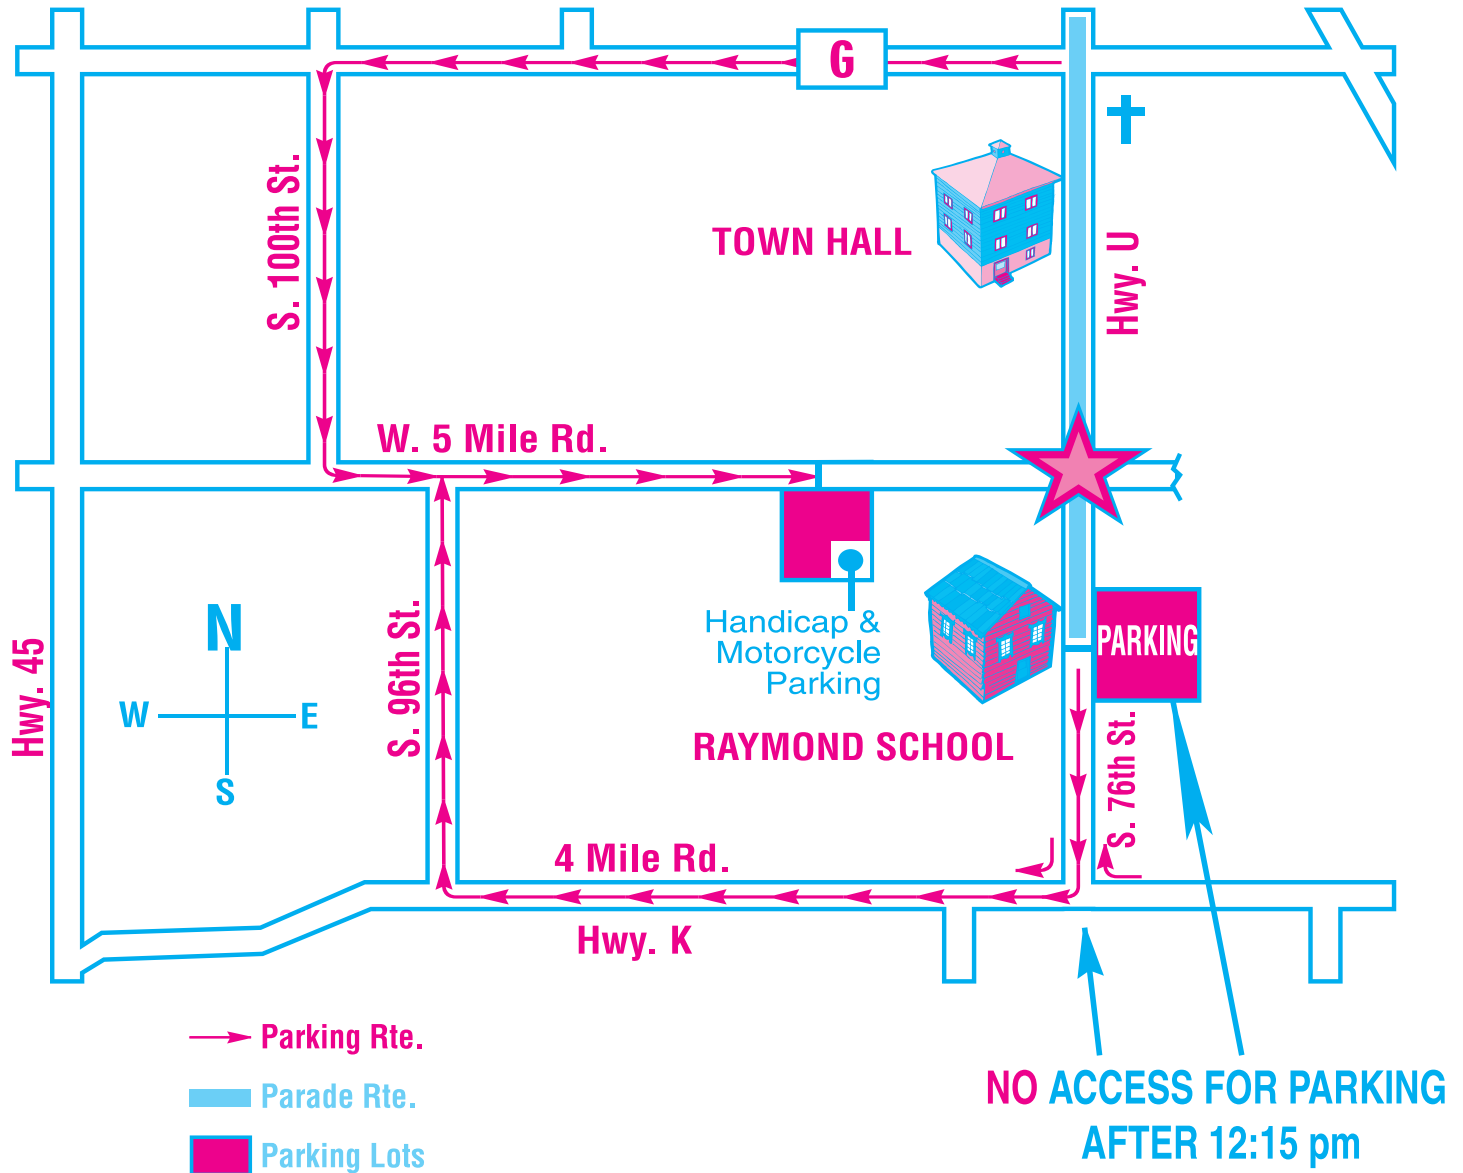 G
S. 100th St.
TOWN HALL
Hwy. U
W. 5 Mile Rd.
Handicap &
Motorcycle
Parking
PARKING
N
W
E
S
Hwy. 45
S. 96th St.
RAYMOND SCHOOL
S. 76th St.
4 Mile Rd.
Hwy. K
Parking Rte.
Parade Rte.
Parking Lots
NO ACCESS FOR PARKING
AFTER 12:15 pm